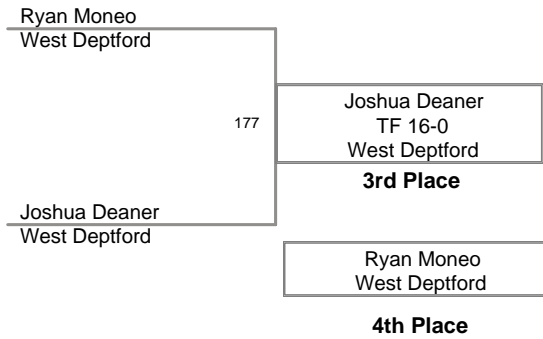 Ryan Moneo
West Deptford
177
Joshua Deaner
TF 16-0
West Deptford
3rd Place
Joshua Deaner
West Deptford
Ryan Moneo
West Deptford
4th Place